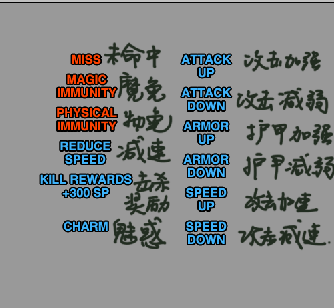 MISS 未命中
MAGIC
IMMUNITY 魔免
PHYSICAL
IMMUNITY 物免
REDUCE
SPEED 减速
KILL REWARDS
+300 SP 击杀
奖励
CHARM 魅惑
ATTACK
UP 攻击加强
ATTACK
DOWN 攻击减弱
ARMOR
UP 护甲加强
ARMOR
DOWN 护甲减弱
SPEED
UP 攻击加速
SPEED
DOWN 攻击减速